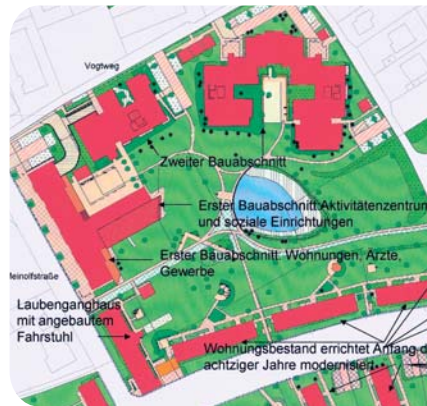 Vogtweg
Zweiter Bauabschnitt
Erster Bauabschnitt:Aktivitätenzentrum
und soziale Einrichtungen
Erster Bauabschnitt: Wohnungen, Ärzte,
Gewerbe
Meinolfstraße
Laubenganghaus
mit angebautem
Fahrstuhl
Wohnungsbestand errichtet Anfang d
achtziger Jahre modernisiert